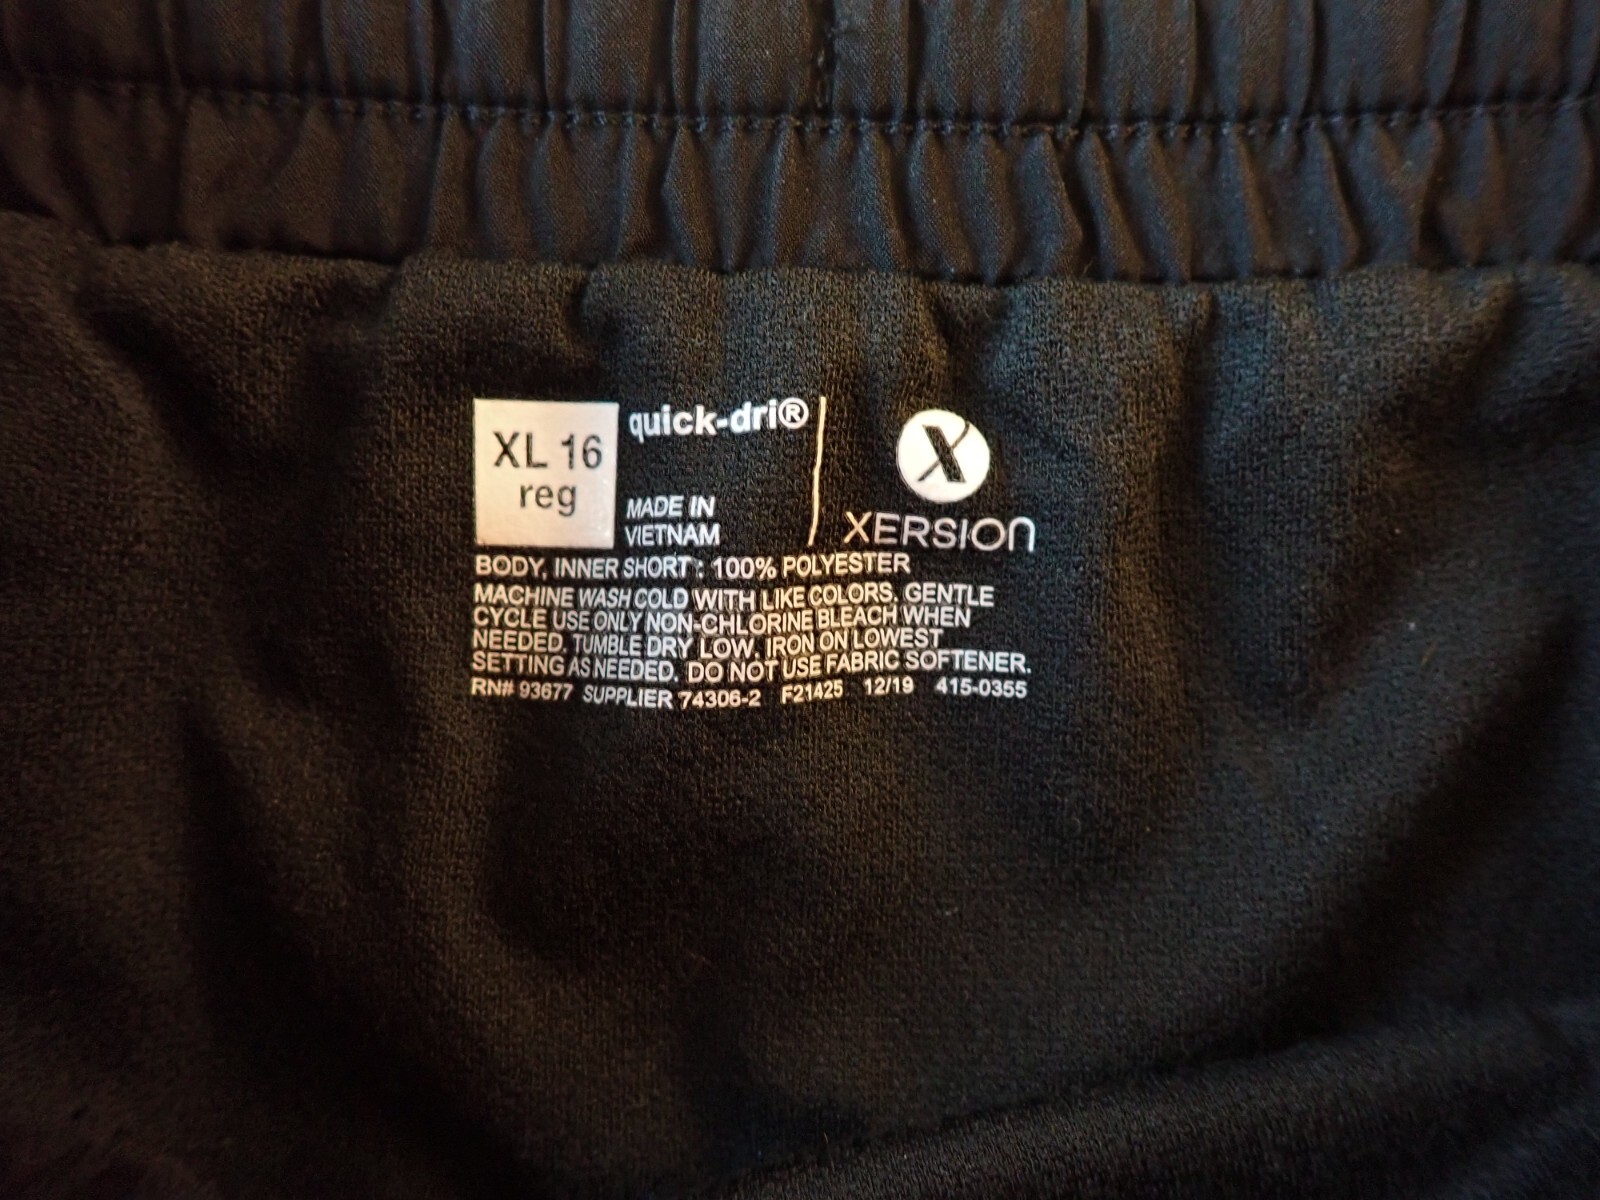 XL 16
reg
quick-dri®
MADE IN
VIETNAM
X
XERSION
BODY, INNER SHORT : 100% POLYESTER
MACHINE WASH COLD WITH LIKE COLORS. GENTLE
CYCLE USE ONLY NON-CHLORINE BLEACH WHEN
NEEDED. TUMBLE DRY LOW. IRON ON LOWEST
SETTING AS NEEDED. DO NOT USE FABRIC SOFTENER.
RN# 93677 SUPPLIER 74306-2 F21425 12/19 415-0355